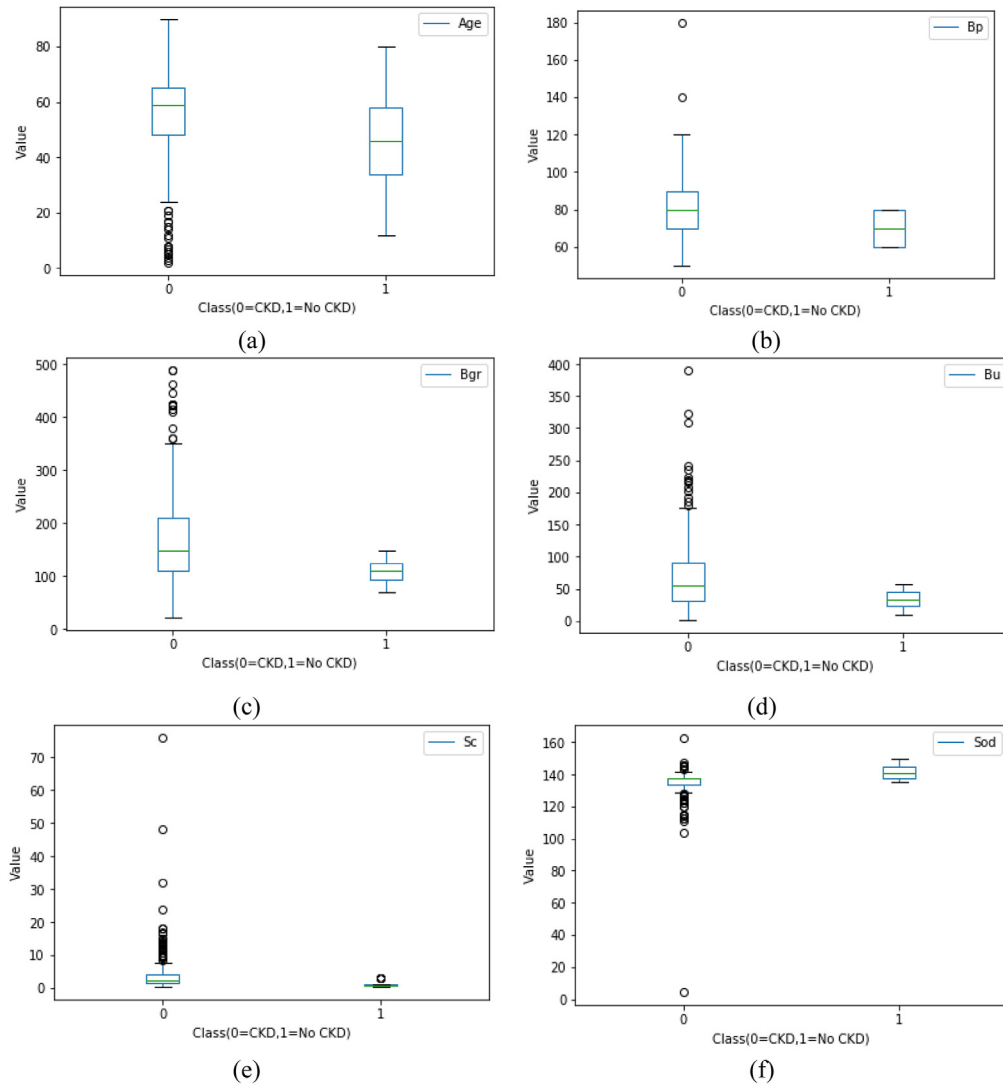 Age
80
60
40
20
0
Value
0 1
Class(0=CKD,1=No CKD)
(a)
Bp
180
160
140
120
100
80
60
Value
0 1
Class(0=CKD,1=No CKD)
(b)
Bgr
500
400
300
200
100
0
Value
0 1
Class(0=CKD,1=No CKD)
(c)
Bu
400
350
300
250
200
150
100
50
0
Value
0 1
Class(0=CKD,1=No CKD)
(d)
Sc
70
60
50
40
30
20
10
0
Value
0 1
Class(0=CKD,1=No CKD)
(e)
Sod
160
140
120
100
80
60
40
20
0
Value
0 1
Class(0=CKD,1=No CKD)
(f)